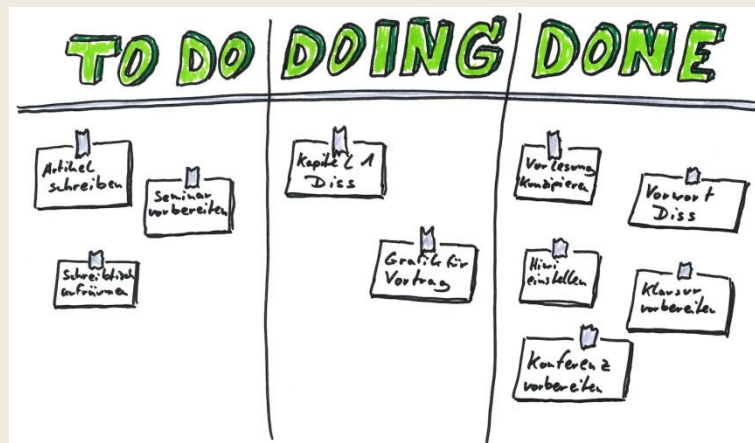 TO DO
DOING
DONE
Artikel
schreiben
Seminar
vorbereiten
Schreibtisch
aufräumen
Kapitel 1
Diss
Grafik für
Vortrag
Vorlesung
Konzipieren
Vorwort
Diss
Hiwi
einstellen
Klausur
vorbereiten
Konferenz
vorbereiten